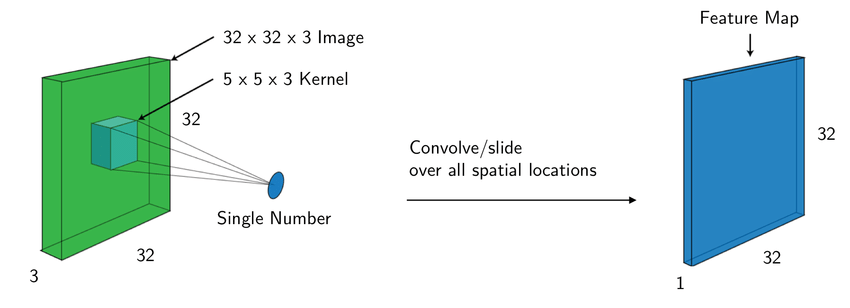 32 x 32 x 3 Image
5 x 5 x 3 Kernel
32
Single Number
32
3
Convolve/slide
over all spatial locations
Feature Map
32
32
1